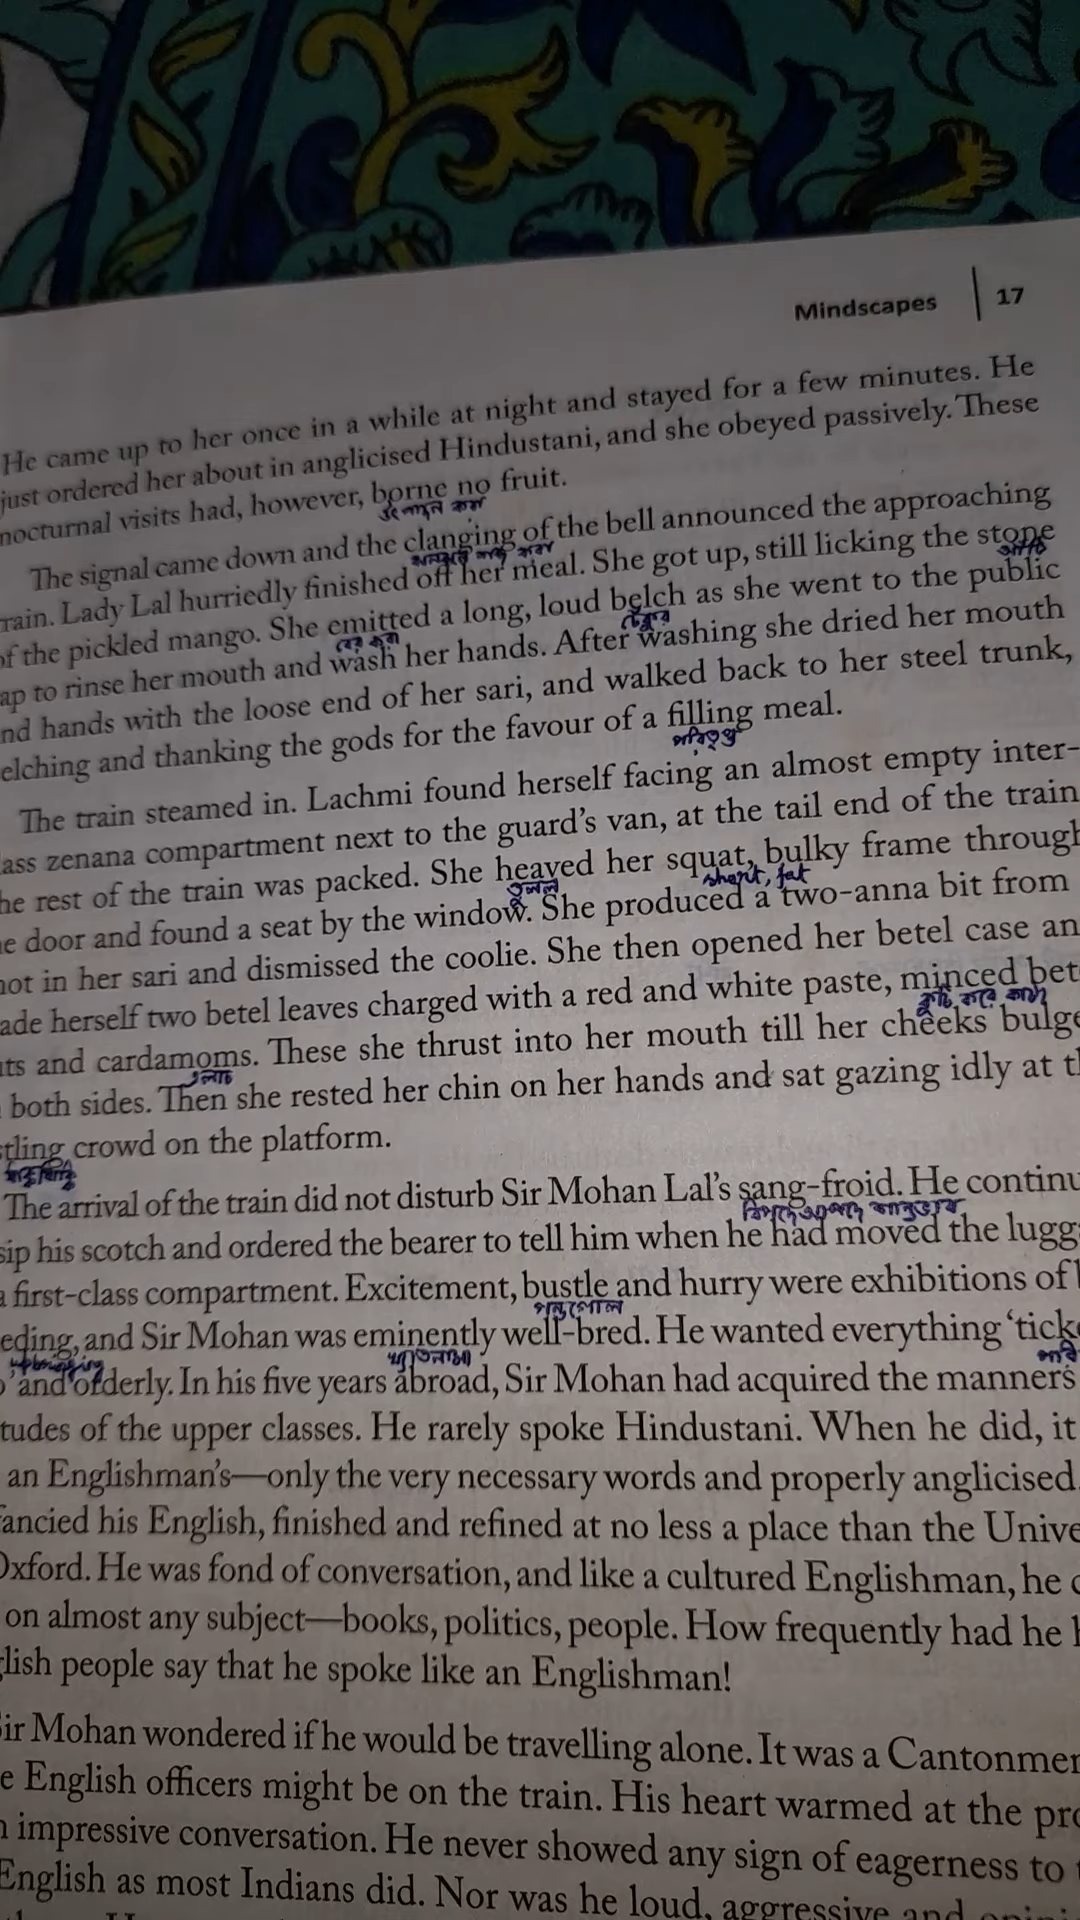 Mindscapes | 17
He came up to her once in a while at night and stayed for a few minutes. He
just ordered her about in anglicised Hindustani, and she obeyed passively. These
nocturnal visits had, however, borne no fruit.
The signal came down and the clanging of the bell announced the approaching
rain. Lady Lal hurriedly finished off her meal. She got up, still licking the stone
of the pickled mango. She emitted a long, loud belch as she went to the public
ap to rinse her mouth and wash her hands. After washing she dried her mouth
nd hands with the loose end of her sari, and walked back to her steel trunk,
elching and thanking the gods for the favour of a filling meal.
The train steamed in. Lachmi found herself facing an almost empty inter-
ass zenana compartment next to the guard's van, at the tail end of the train
he rest of the train was packed. She heaved her squat, bulky frame through
short, fat
e door and found a seat by the window. She produced a two-anna bit from
not in her sari and dismissed the coolie. She then opened her betel case an
ade herself two betel leaves charged with a red and white paste, minced bet
ts and cardamoms. These she thrust into her mouth till her cheeks bulge
both sides. Then she rested her chin on her hands and sat gazing idly at t
tling crowd on the platform.
The arrival of the train did not disturb Sir Mohan Lal's sang-froid. He continu
sip his scotch and ordered the bearer to tell him when he had moved the lugg
a first-class compartment. Excitement, bustle and hurry were exhibitions of
eding, and Sir Mohan was eminently well-bred. He wanted everything 'tick
upbringing
' and orderly. In his five years abroad, Sir Mohan had acquired the manners
tudes of the upper classes. He rarely spoke Hindustani. When he did, it
an Englishman's—only the very necessary words and properly anglicised.
ancied his English, finished and refined at no less a place than the Unive
Oxford. He was fond of conversation, and like a cultured Englishman, he
on almost any subject—books, politics, people. How frequently had he
lish people say that he spoke like an Englishman!
ir Mohan wondered if he would be travelling alone. It was a Cantonmen
e English officers might be on the train. His heart warmed at the pro
impressive conversation. He never showed any sign of eagerness to
English as most Indians did. Nor was he loud, aggressive and